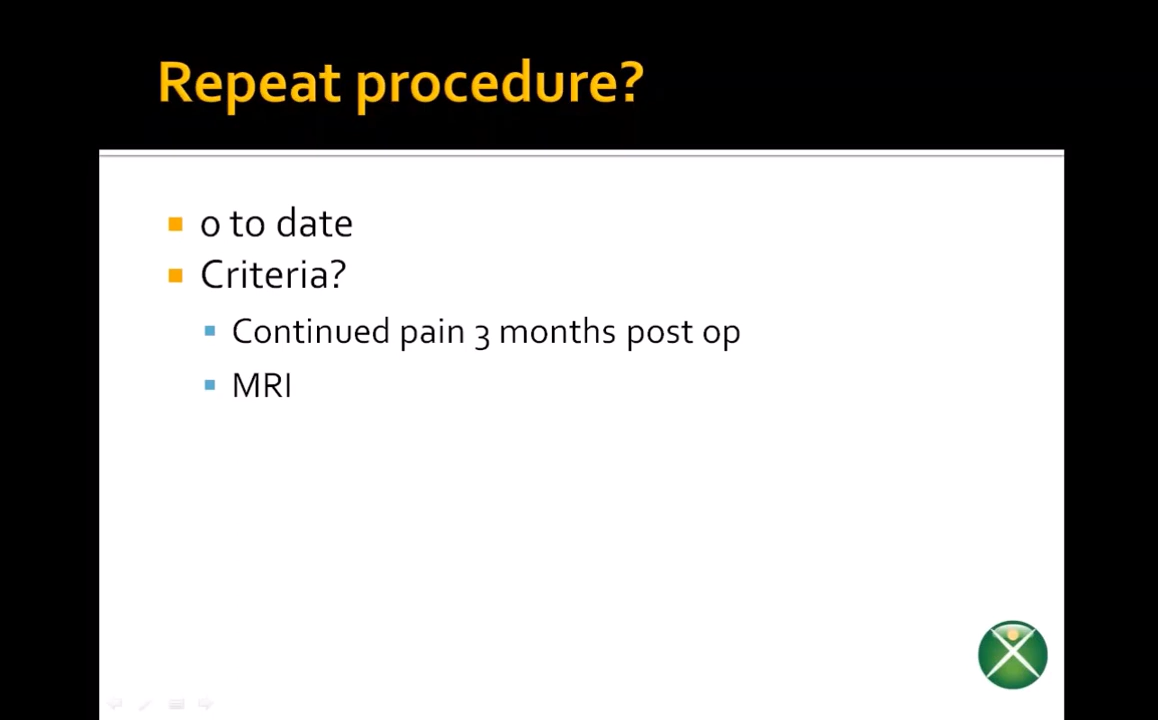 Repeat procedure?
0 to date
Criteria?
Continued pain 3 months post op
MRI